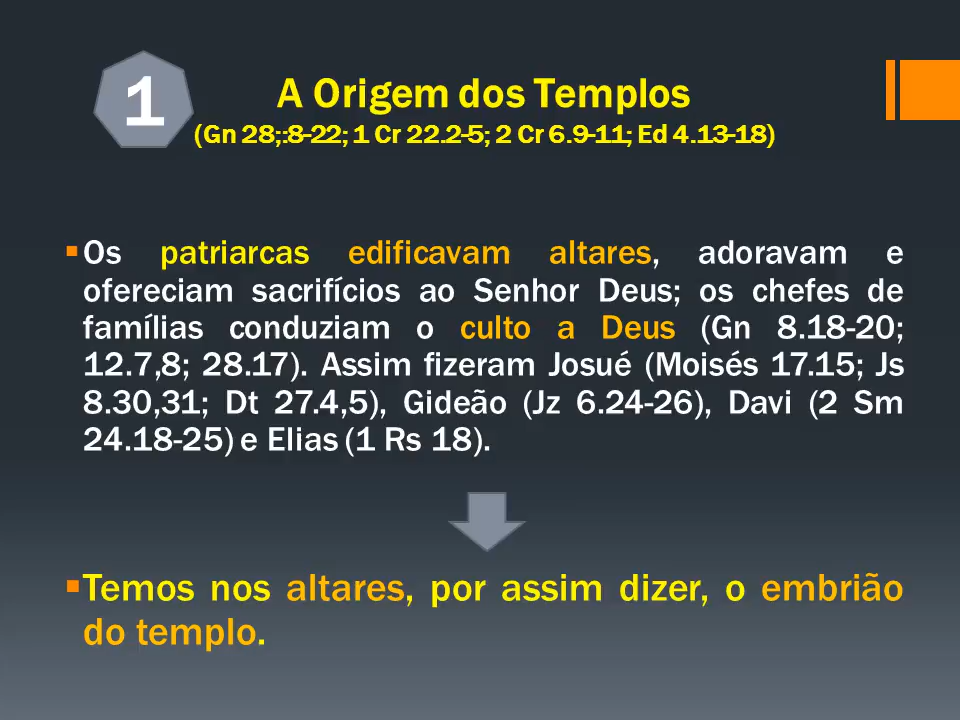 1
A Origem dos Templos
(Gn 28;:8-22; 1 Cr 22.2-5; 2 Cr 6.9-11; Ed 4.13-18)
Os patriarcas edificavam altares, adoravam e
ofereciam sacrifícios ao Senhor Deus; os chefes de
famílias conduziam o culto a Deus (Gn 8.18-20;
12.7,8; 28.17). Assim fizeram Josué (Moisés 17.15; Js
8.30,31; Dt 27.4,5), Gideão (Jz 6.24-26), Davi (2 Sm
24.18-25) e Elias (1 Rs 18).
Temos nos altares, por assim dizer, o embrião
do templo.